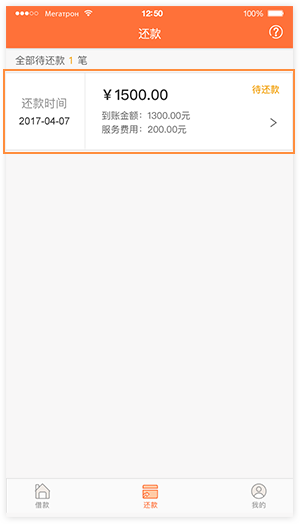 Мегатрон 12:50 100%
还款
全部待还款 1 笔
还款时间
2017-04-07
￥1500.00
待还款
到账金额：1300.00元
服务费用：200.00元
借款
还款
我的